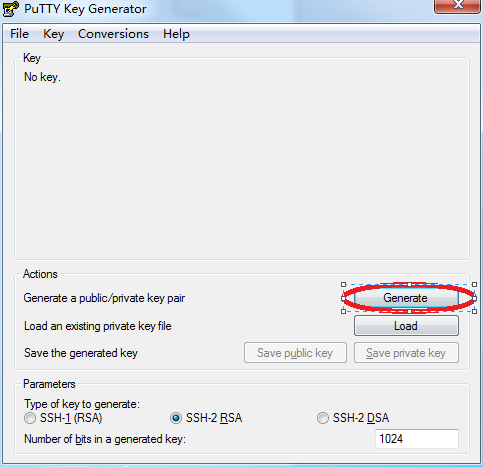 PuTTY Key Generator
File Key Conversions Help
Key
No key.
Actions
Generate a public/private key pair Generate
Load an existing private key file Load
Save the generated key Save public key Save private key
Parameters
Type of key to generate:
SSH-1 (RSA) SSH-2 RSA SSH-2 DSA
Number of bits in a generated key: 1024